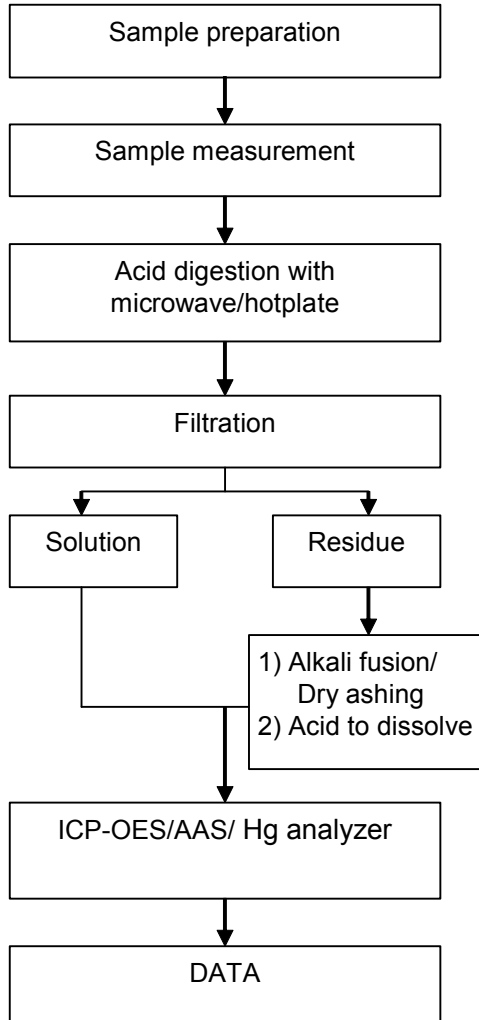 Sample preparation
Sample measurement
Acid digestion with
microwave/hotplate
Filtration
Solution
Residue
1) Alkali fusion/
Dry ashing
2) Acid to dissolve
ICP-OES/AAS/ Hg analyzer
DATA